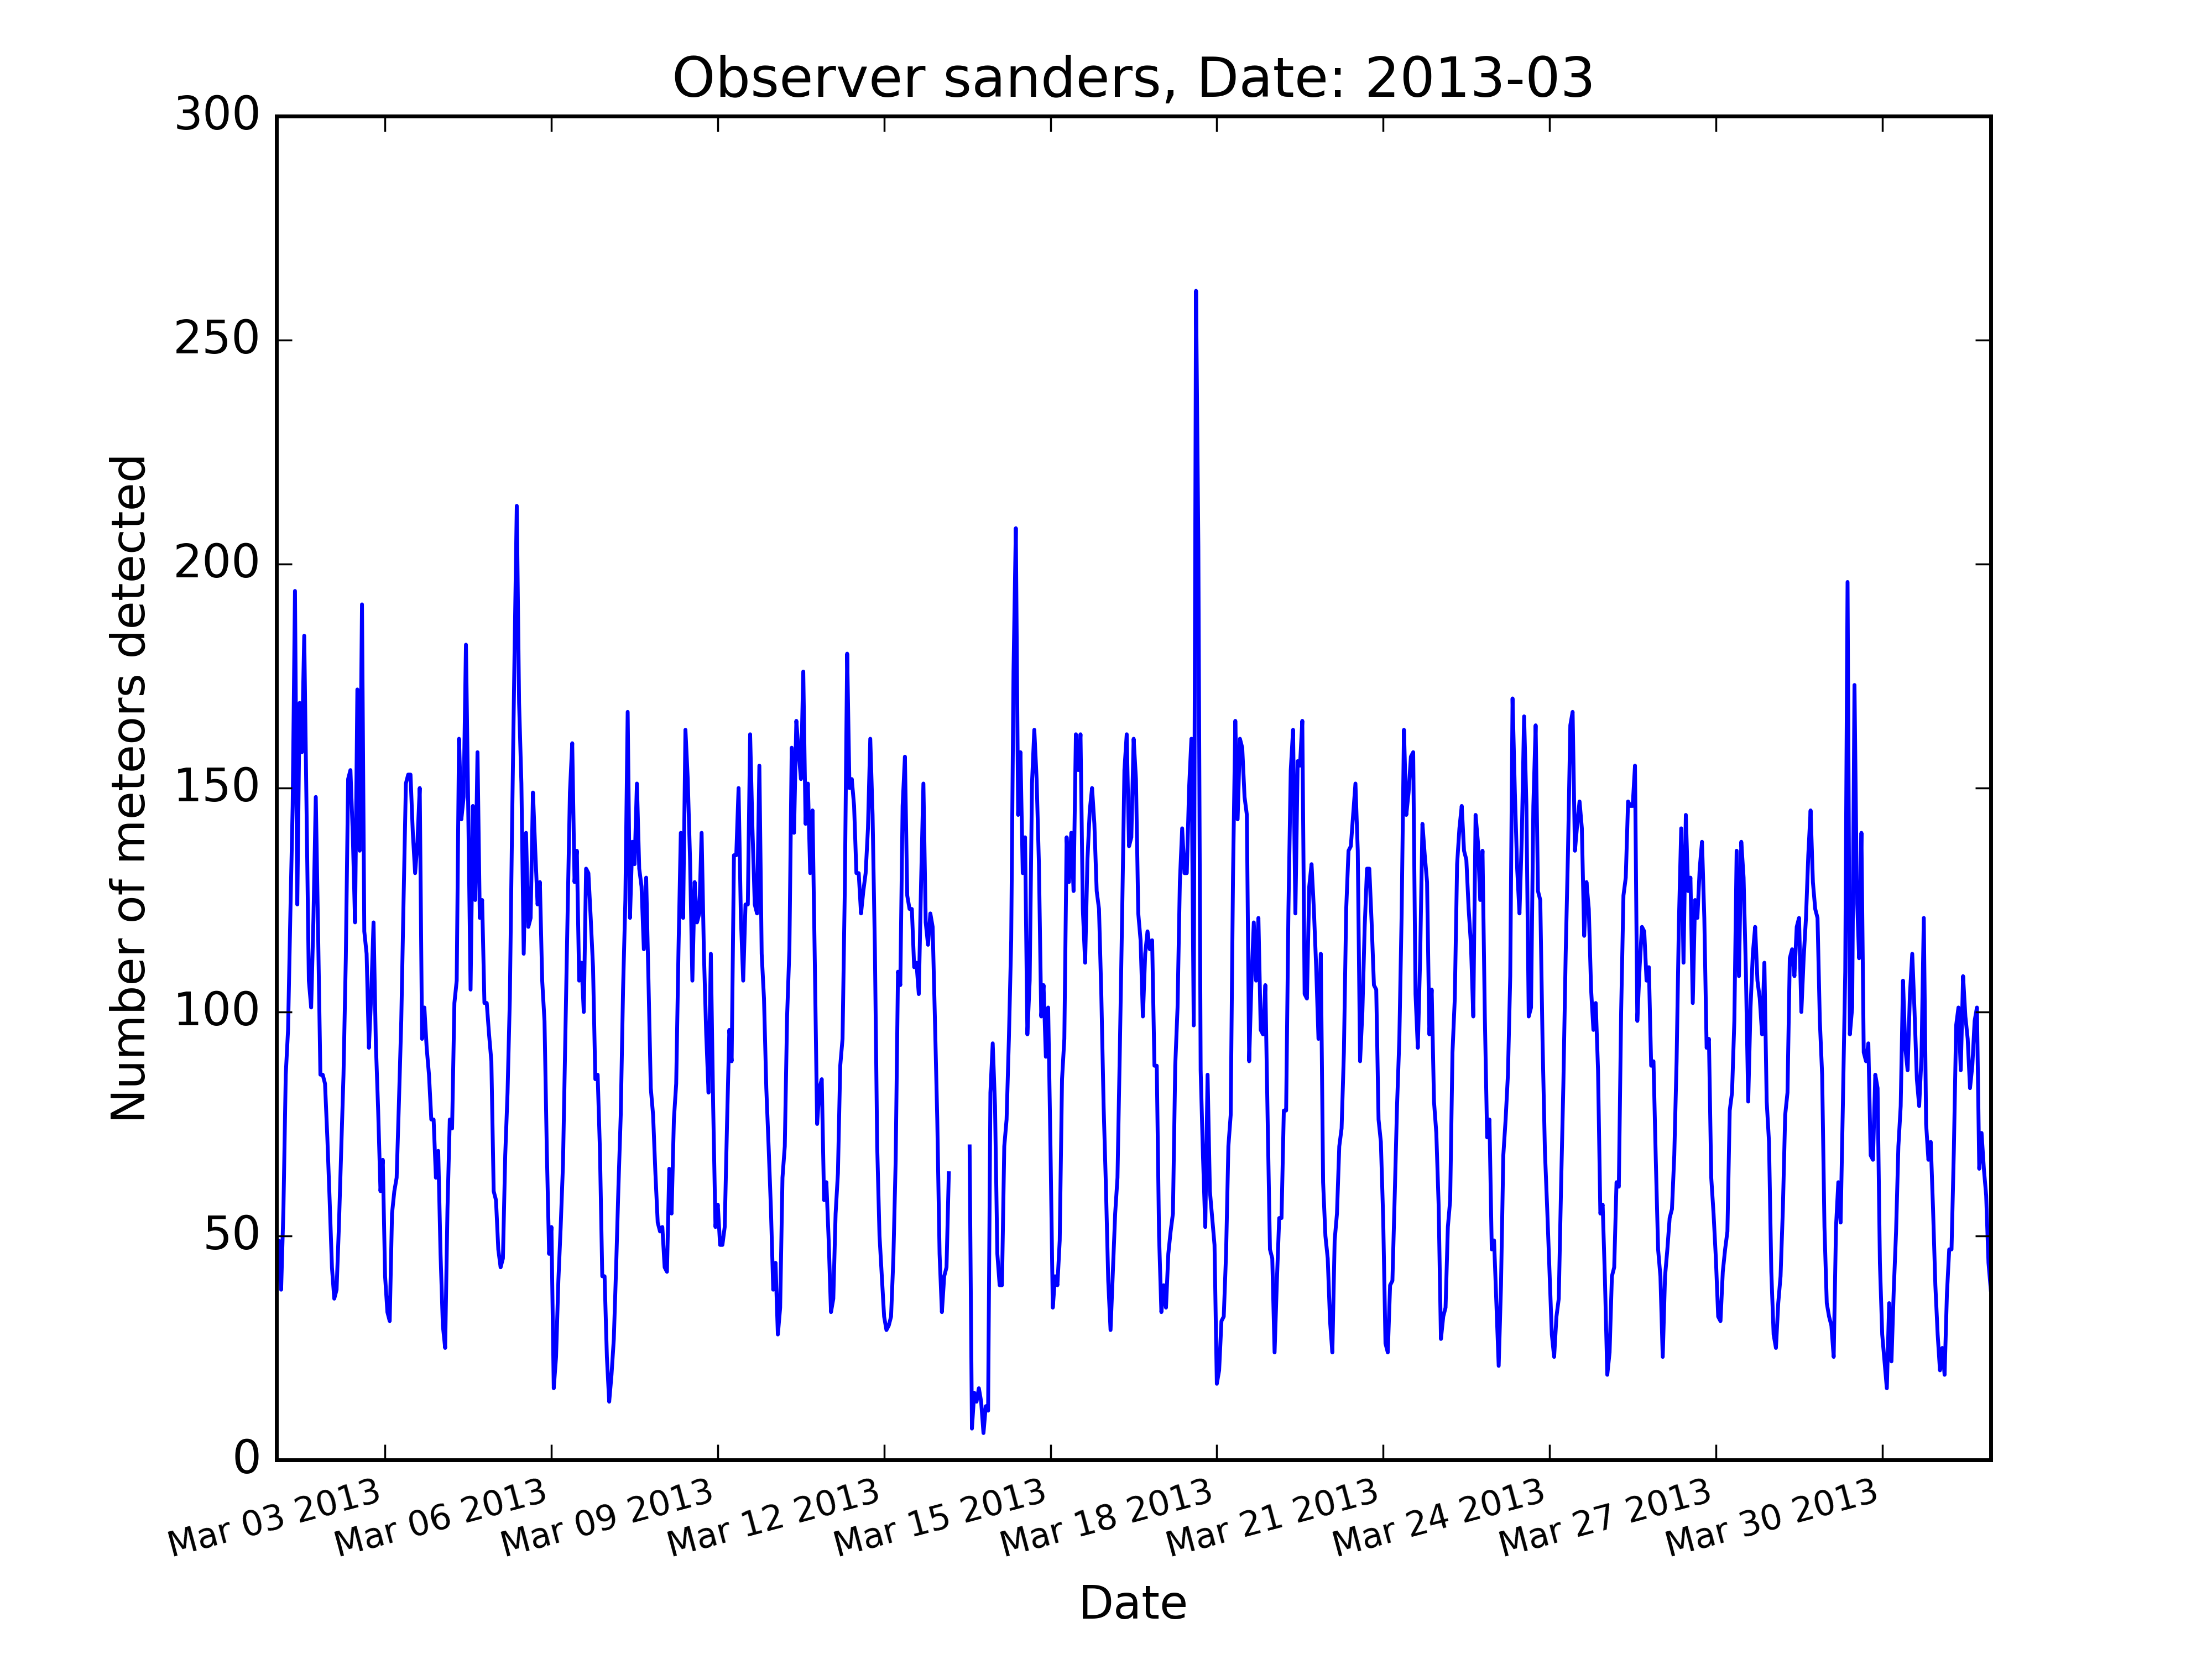 Observer sanders, Date: 2013-03
300
250
200
150
100
50
0
Number of meteors detected
Mar 03 2013
Mar 06 2013
Mar 09 2013
Mar 12 2013
Mar 15 2013
Mar 18 2013
Mar 21 2013
Mar 24 2013
Mar 27 2013
Mar 30 2013
Date